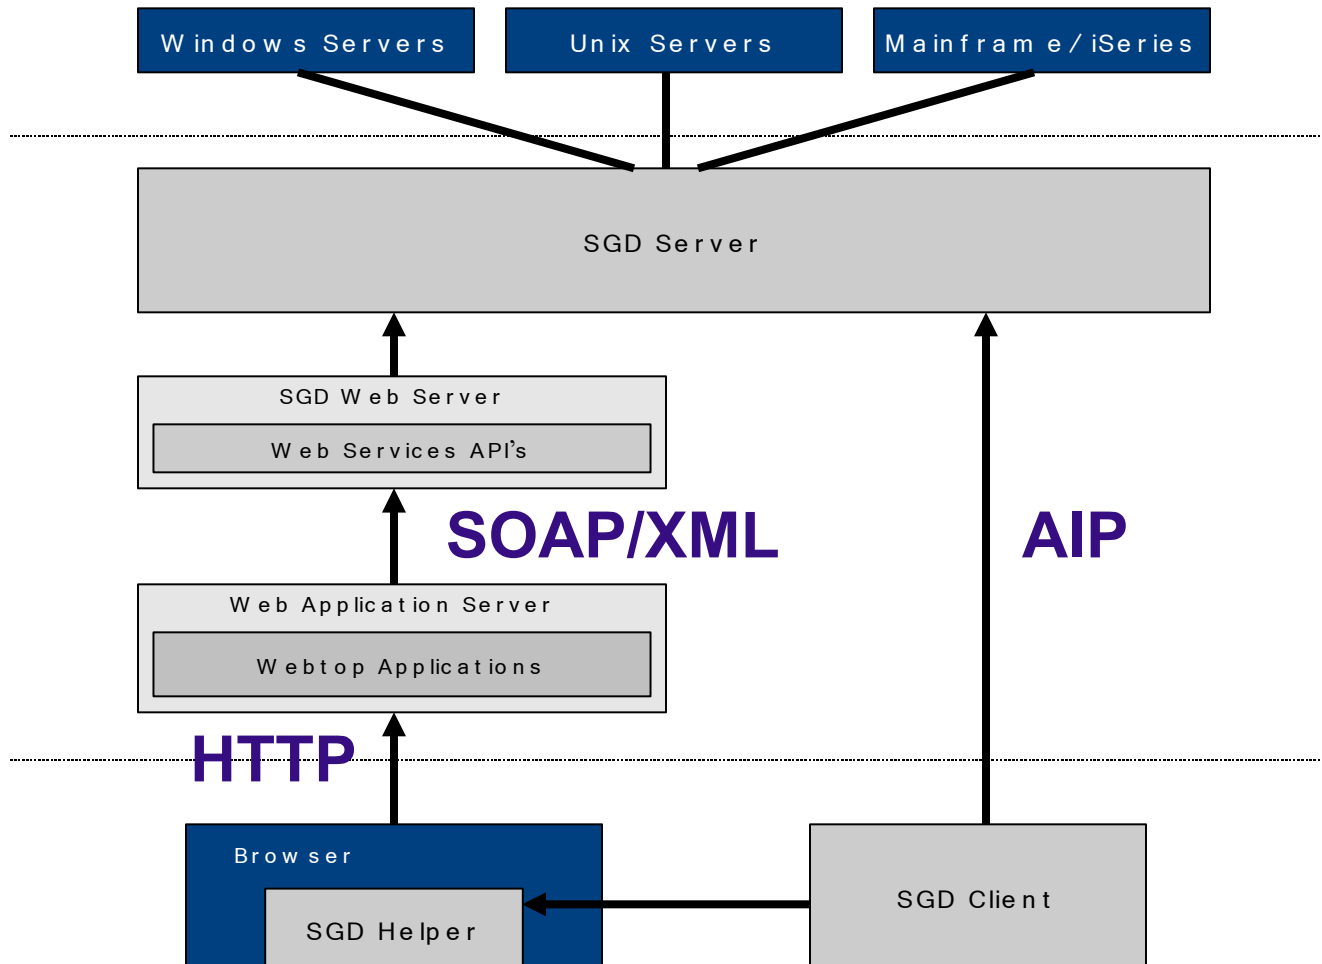 Windows Servers
Unix Servers
Mainframe/iSeries
SGD Server
SGD Web Server
Web Services API's
SOAP/XML
AIP
Web Application Server
Webtop Applications
HTTP
Browser
SGD Client
SGD Helper